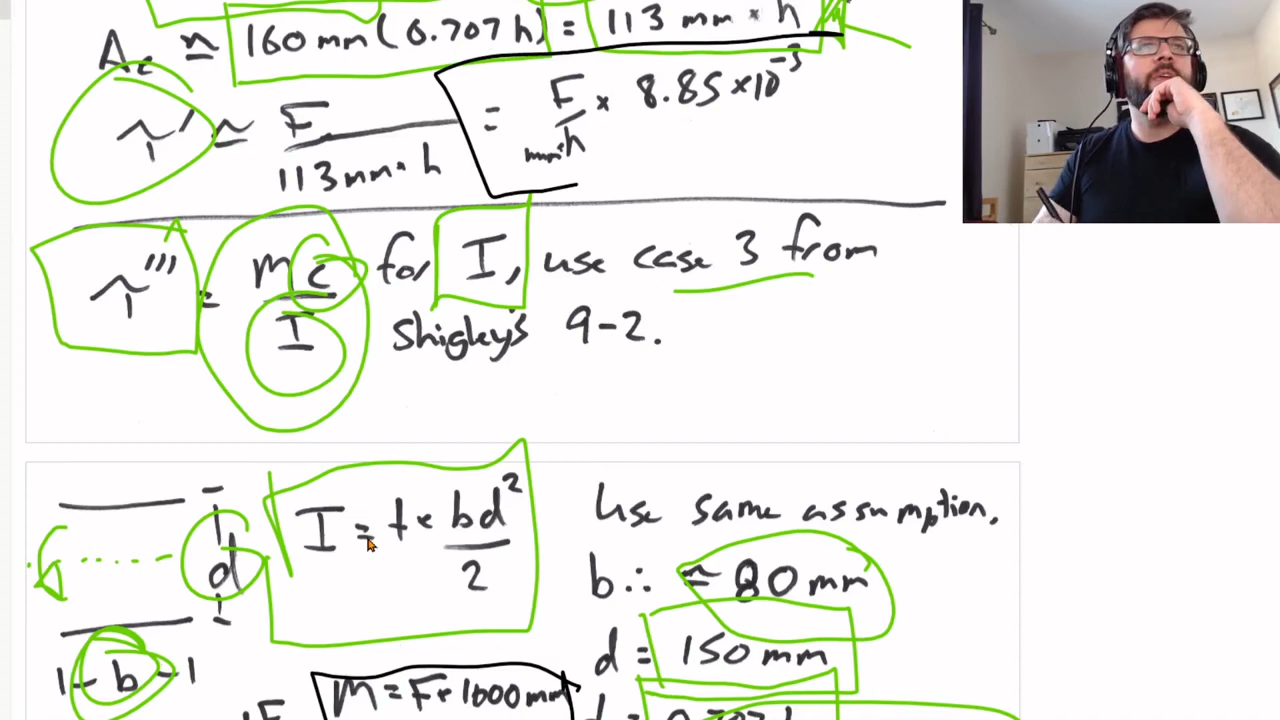 Ac ≈ 160 mm (0.707 h) = 113 mm * h
τ' ≃ F / 113 mm * h = F / mm * h × 8.85 × 10⁻³
τ''' = Mc / I for I, use case 3 from
Shigley's 9-2.
I = t * bd² / 2 Use same assumption,
d b ∴ ≈ 80 mm
d = 150 mm
b M = F * 1000 mm